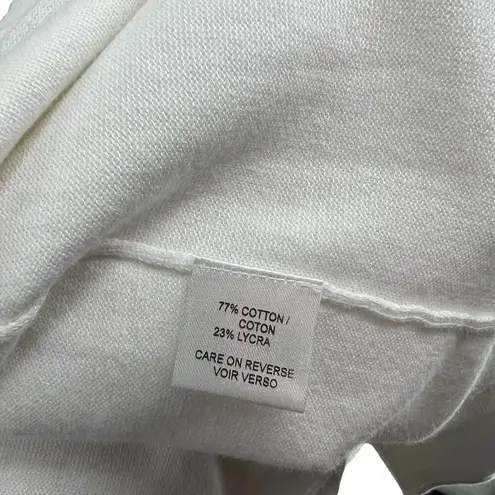 77% COTTON /
COTON
23% LYCRA
CARE ON REVERSE
VOIR VERSO